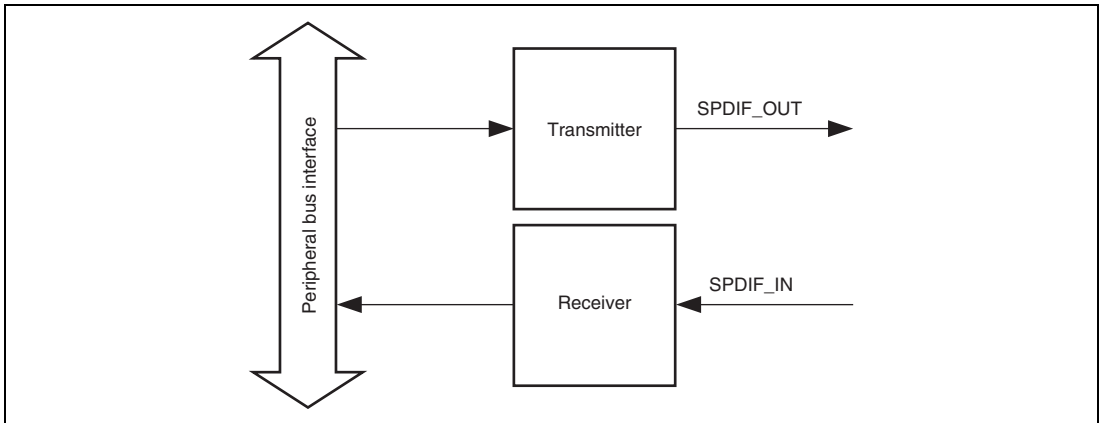 Peripheral bus interface
Transmitter
SPDIF_OUT
Receiver
SPDIF_IN